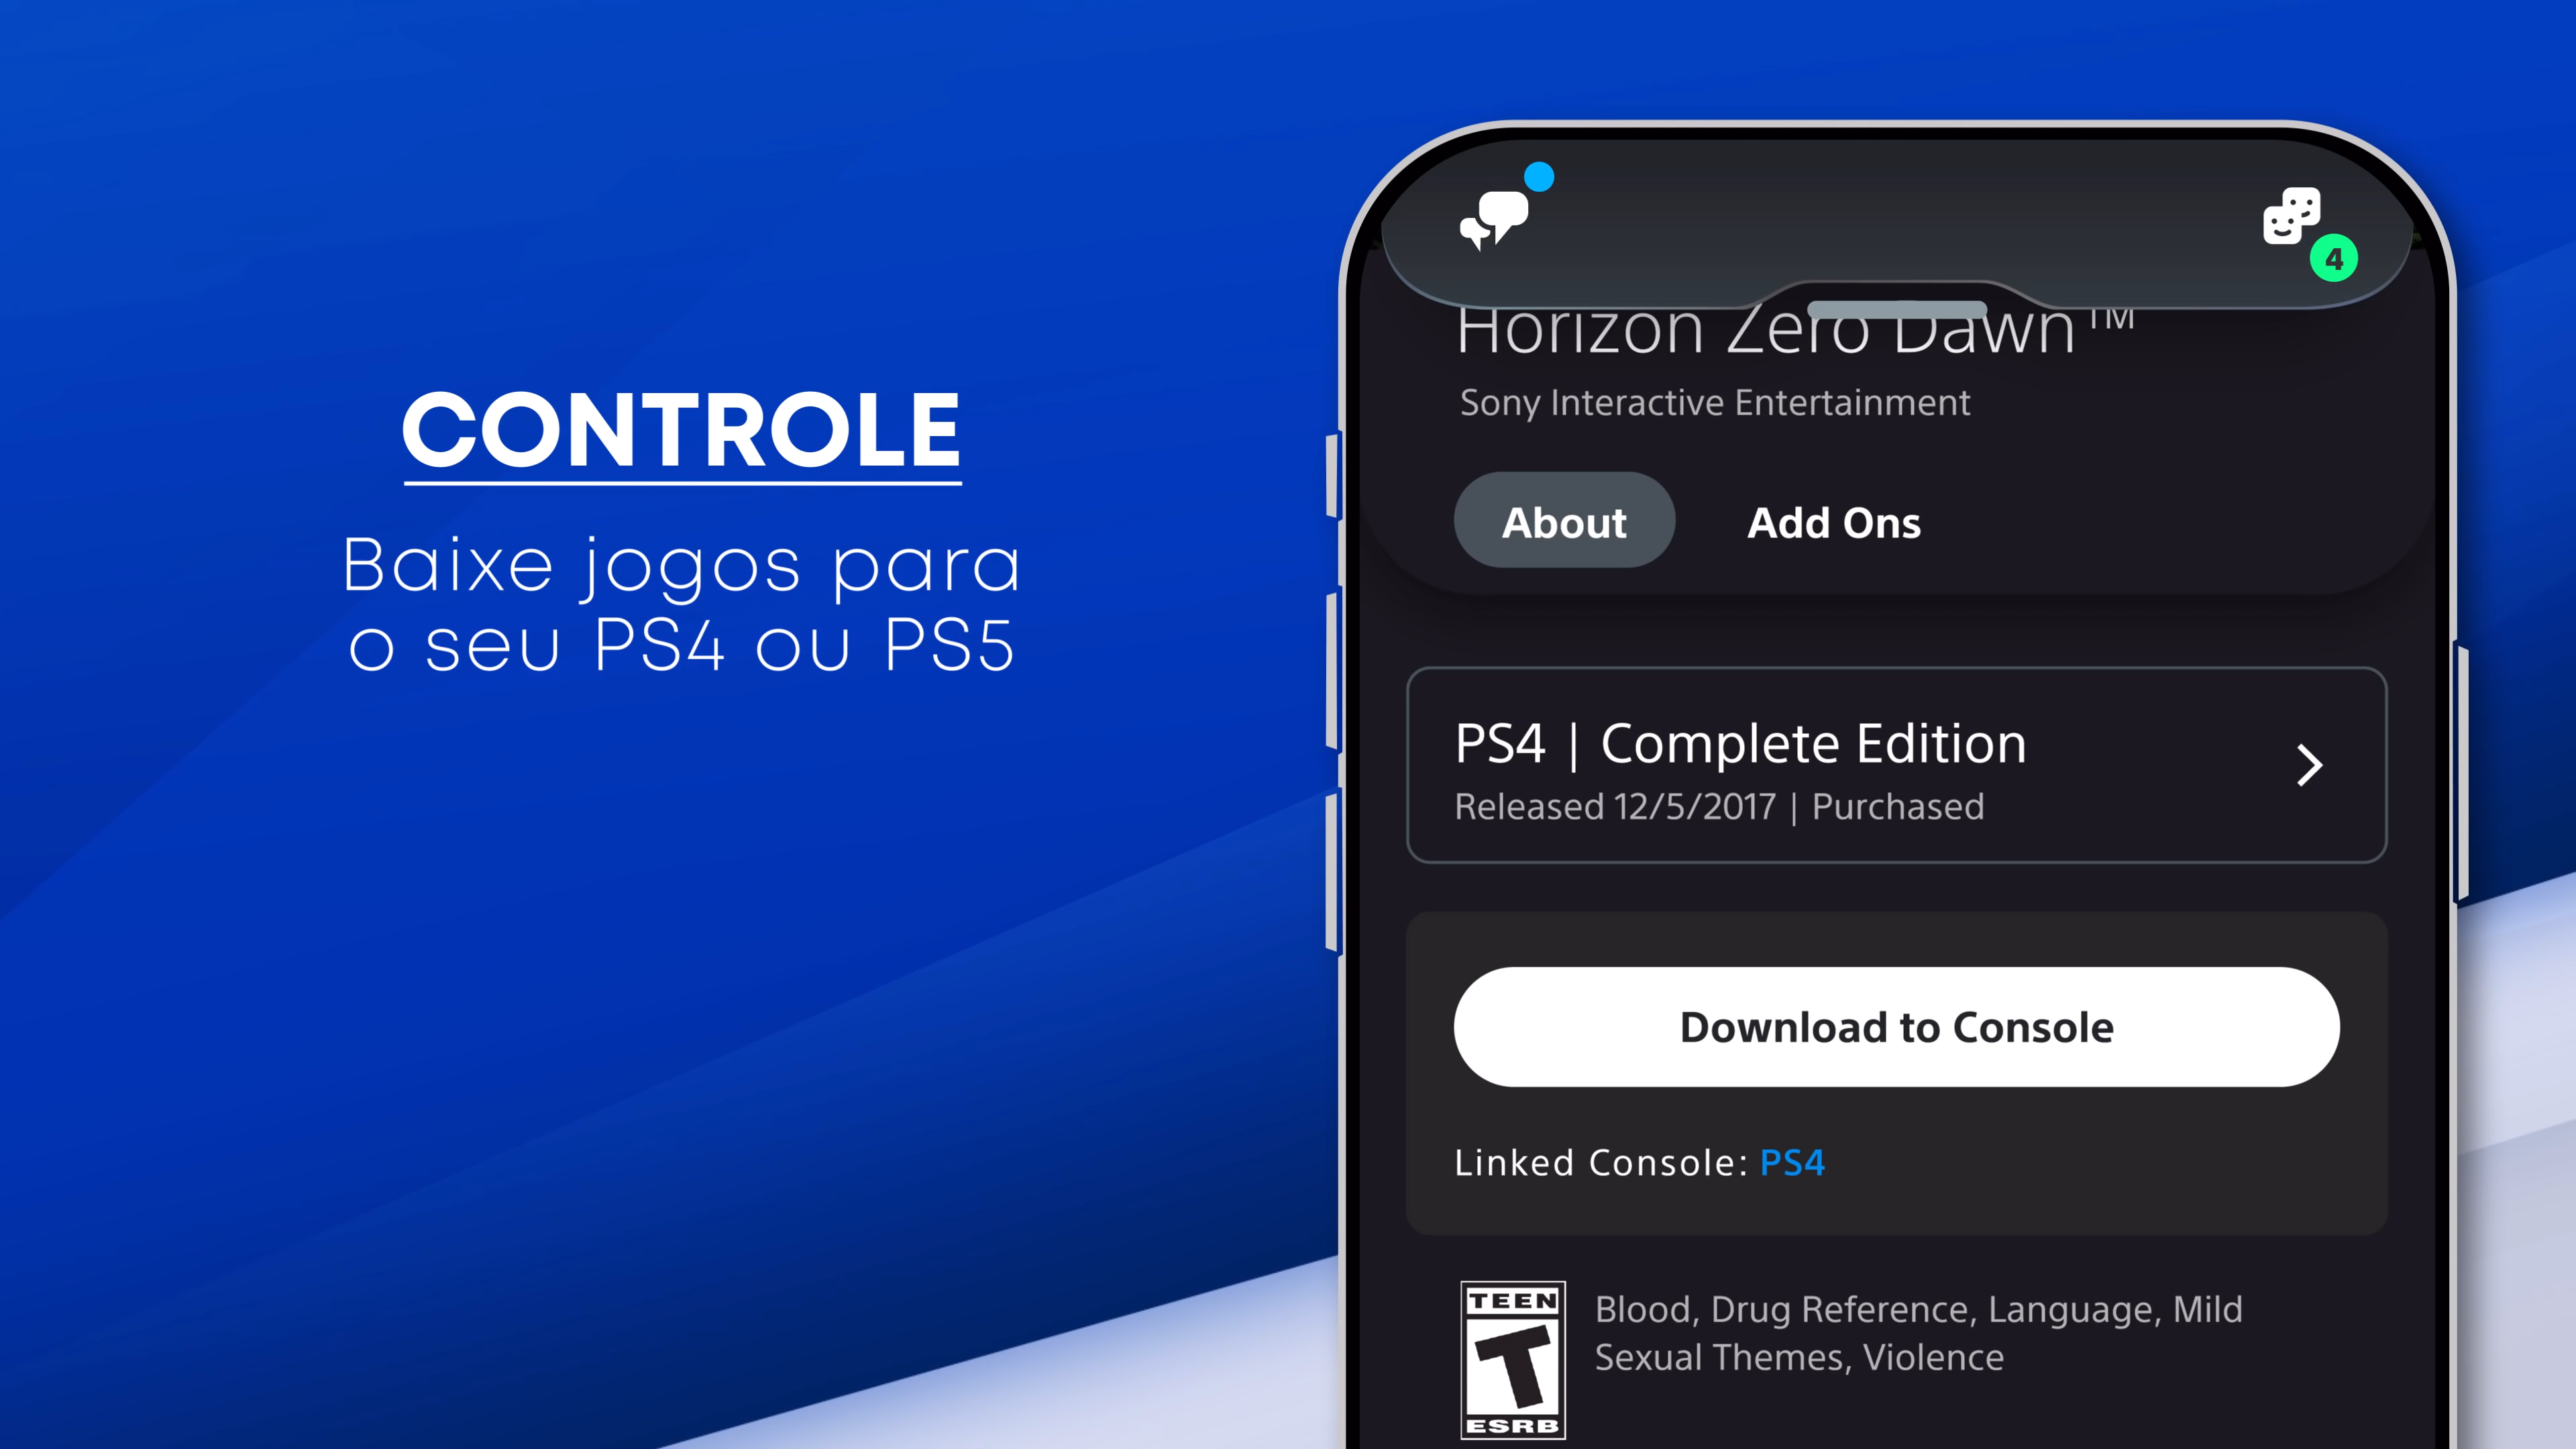 CONTROLE
Baixe jogos para
o seu PS4 ou PS5
4
Horizon Zero Dawn™
Sony Interactive Entertainment
About
Add Ons
PS4 | Complete Edition
Released 12/5/2017 | Purchased
Download to Console
Linked Console: PS4
TEEN
T
ESRB
Blood, Drug Reference, Language, Mild
Sexual Themes, Violence